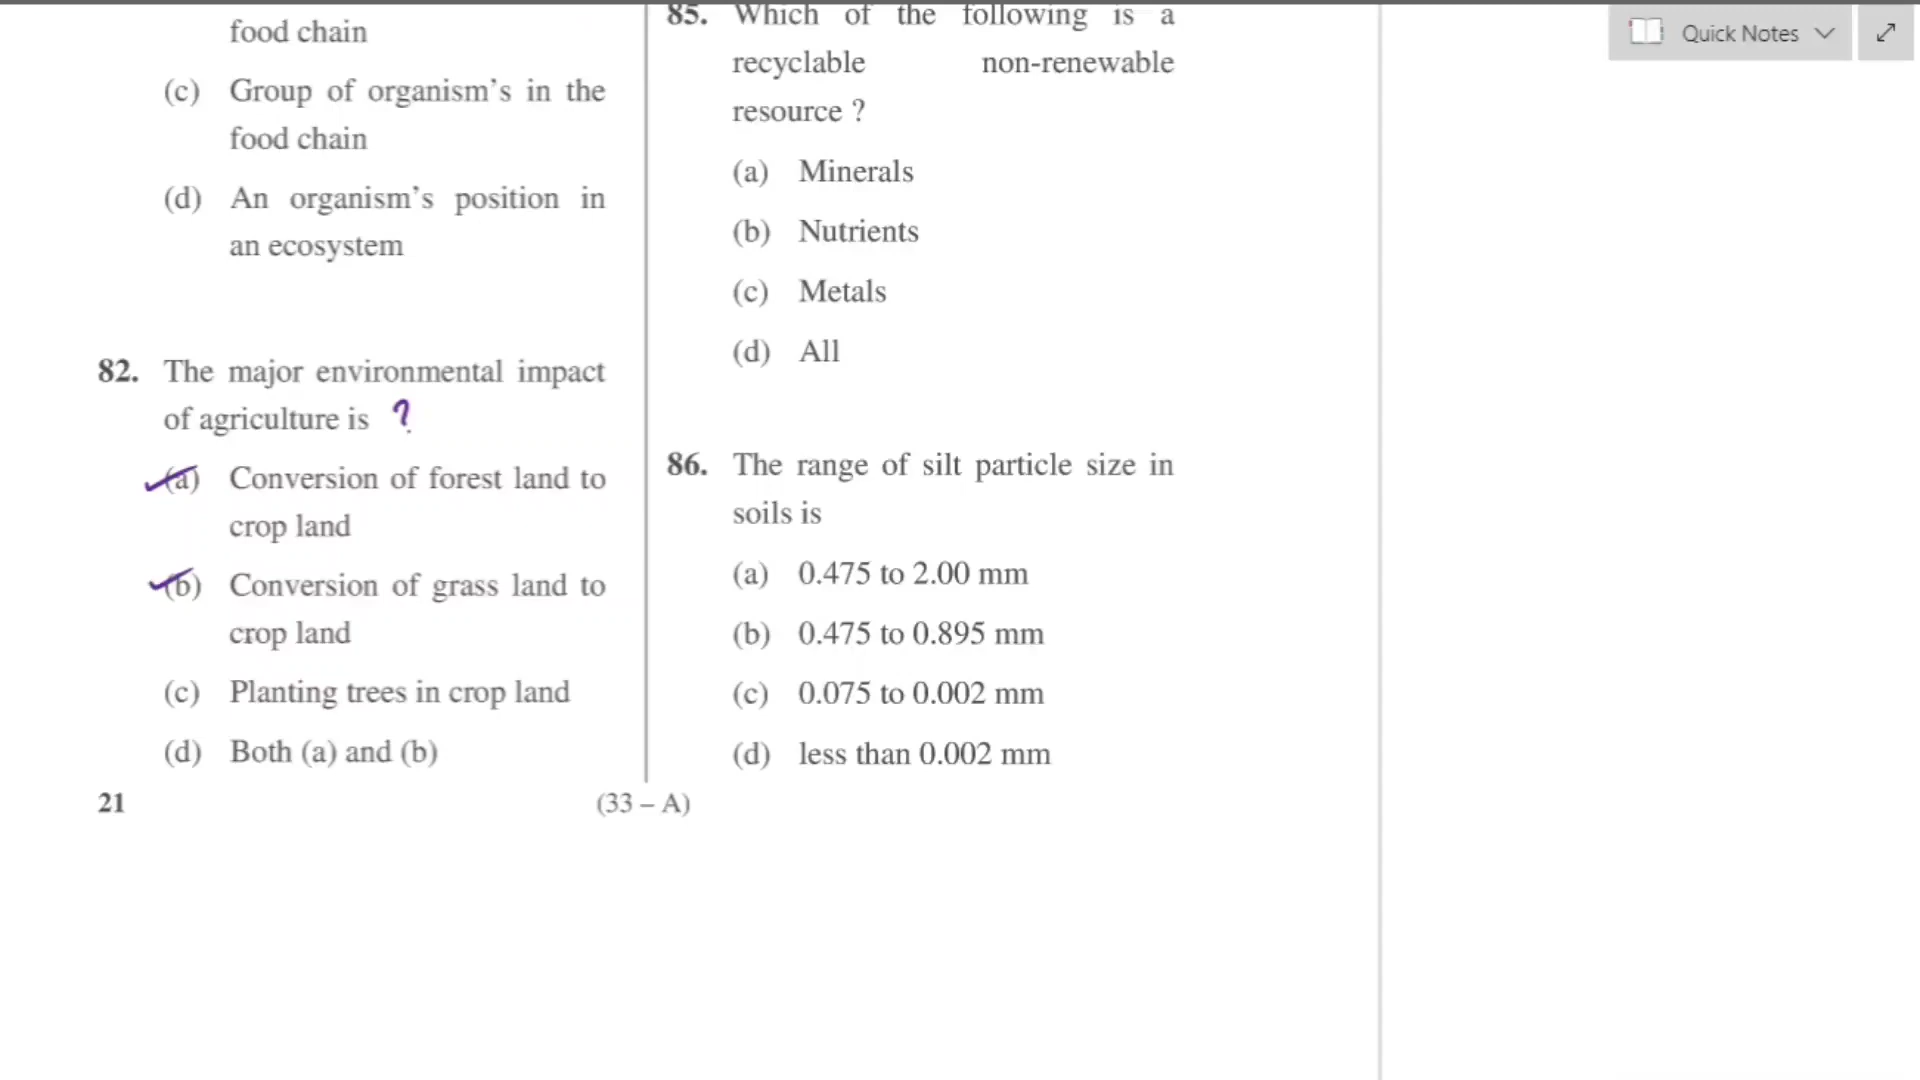 food chain
(c) Group of organism's in the
food chain
(d) An organism's position in
an ecosystem
82. The major environmental impact
of agriculture is ?
(a) Conversion of forest land to
crop land
(b) Conversion of grass land to
crop land
(c) Planting trees in crop land
(d) Both (a) and (b)
85. Which of the following is a
recyclable non-renewable
resource ?
(a) Minerals
(b) Nutrients
(c) Metals
(d) All
86. The range of silt particle size in
soils is
(a) 0.475 to 2.00 mm
(b) 0.475 to 0.895 mm
(c) 0.075 to 0.002 mm
(d) less than 0.002 mm
21
(33 – A)
Quick Notes